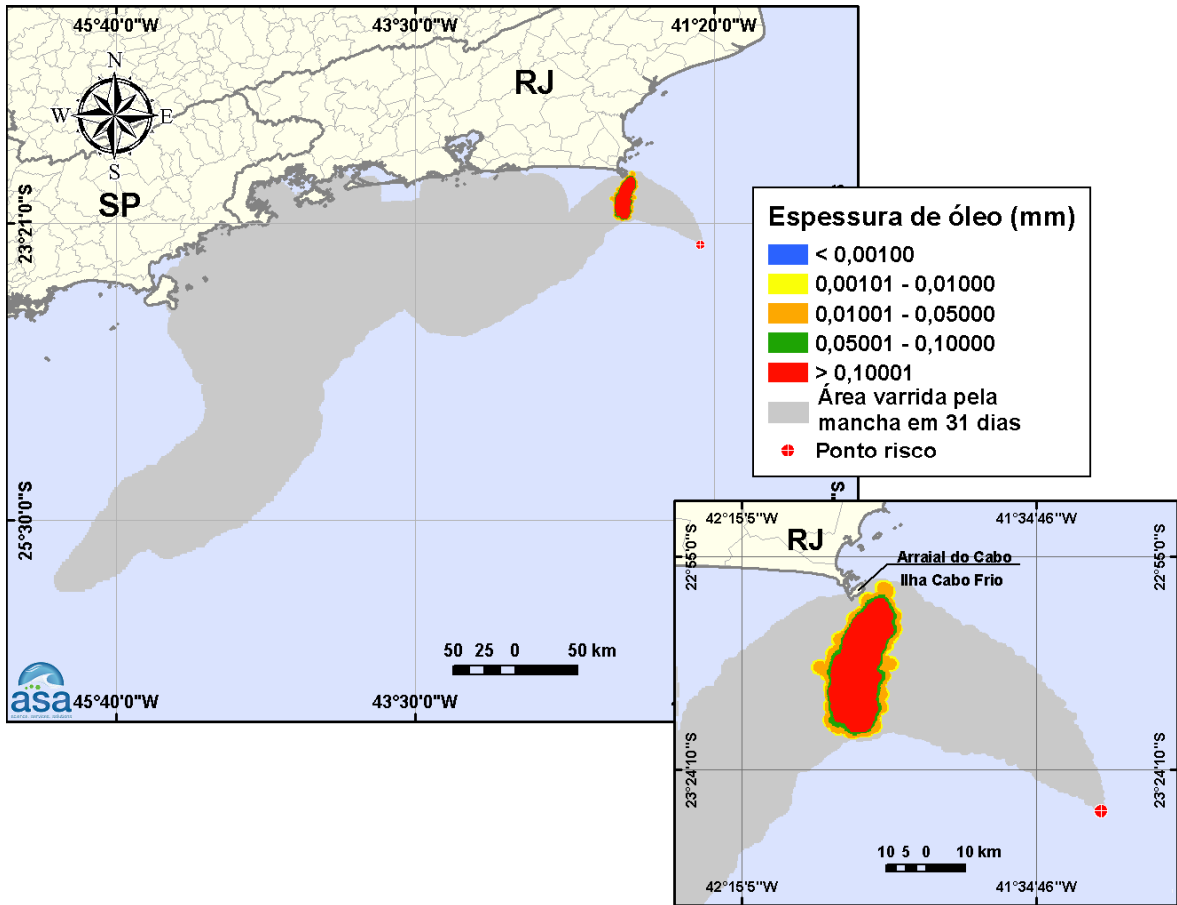 45°40'0"W
43°30'0"W
41°20'0"W
N
W
E
S
RJ
SP
23°21'0"S
25°30'0"S
"S
Espessura de óleo (mm)
< 0,00100
0,00101 - 0,01000
0,01001 - 0,05000
0,05001 - 0,10000
> 0,10001
Área varrida pela
mancha em 31 dias
Ponto risco
50 25 0 50 km
asa
45°40'0"W
43°30'0"W
42°15'5"W
41°34'46"W
RJ
22°55'0"S
22°55'0"S
Arraial do Cabo
Ilha Cabo Frio
23°24'10"S
23°24'10"S
10 5 0 10 km
42°15'5"W
41°34'46"W